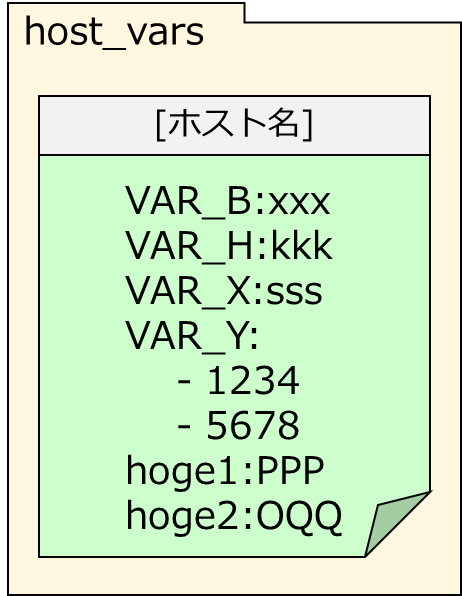 host_vars
[ホスト名]
VAR_B:xxx
VAR_H:kkk
VAR_X:sss
VAR_Y:
- 1234
- 5678
hoge1:PPP
hoge2:OQQ